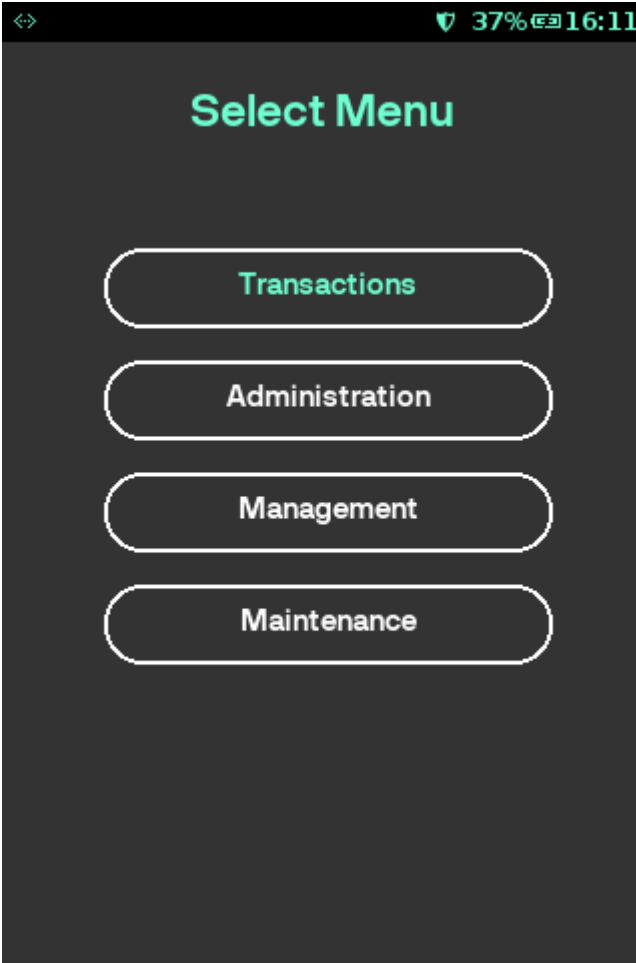 37% 16:11
Select Menu
Transactions
Administration
Management
Maintenance